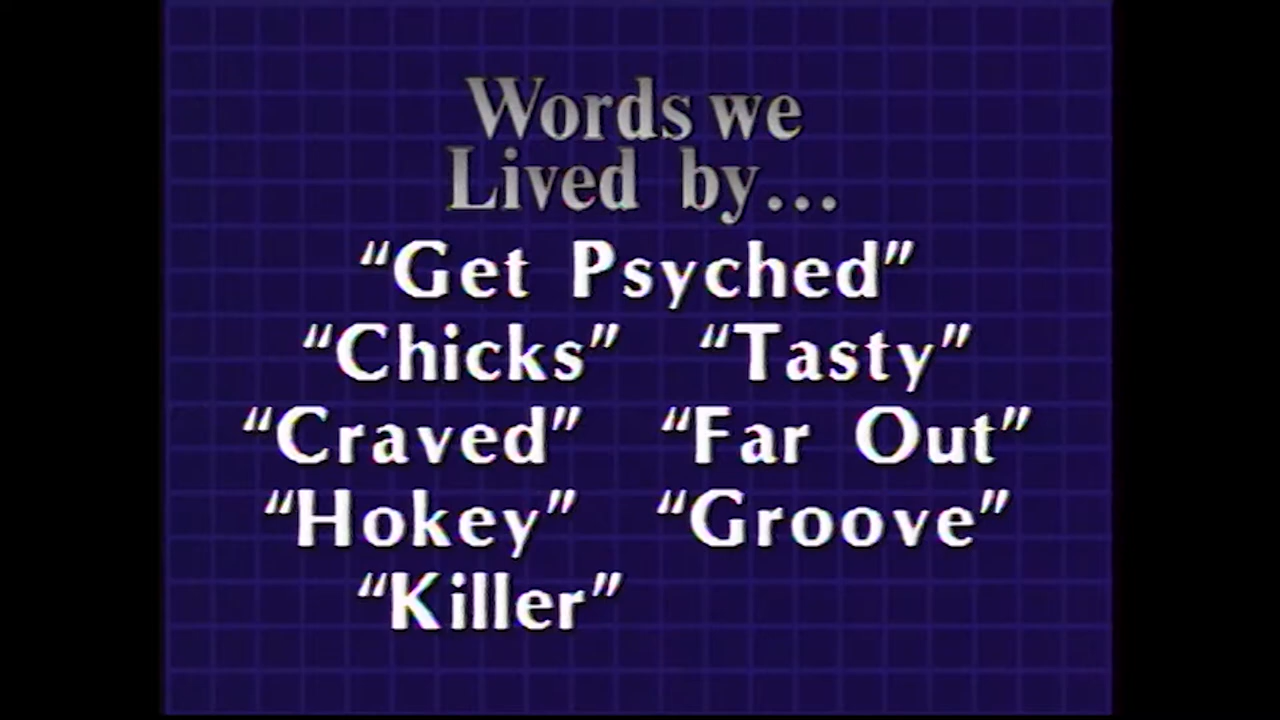 Words we
Lived by...
“Get Psyched”
“Chicks” “Tasty”
“Craved” “Far Out”
“Hokey” “Groove”
“Killer”